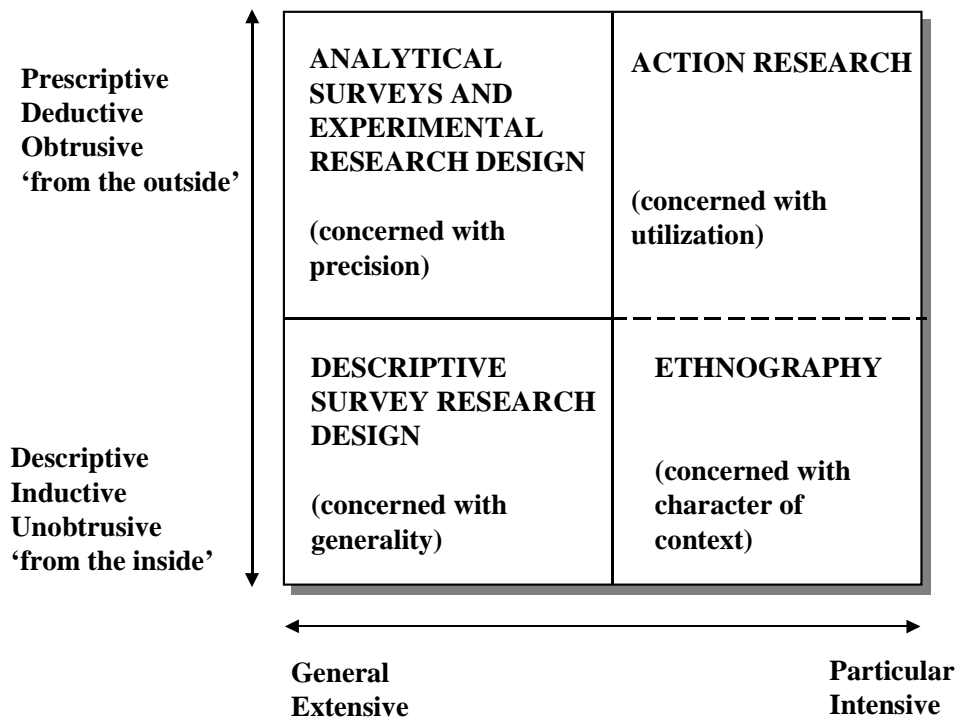 Prescriptive
Deductive
Obtrusive
‘from the outside’
ANALYTICAL
SURVEYS AND
EXPERIMENTAL
RESEARCH DESIGN
(concerned with
precision)
ACTION RESEARCH
(concerned with
utilization)
Descriptive
Inductive
Unobtrusive
‘from the inside’
DESCRIPTIVE
SURVEY RESEARCH
DESIGN
(concerned with
generality)
ETHNOGRAPHY
(concerned with
character of
context)
General
Extensive
Particular
Intensive